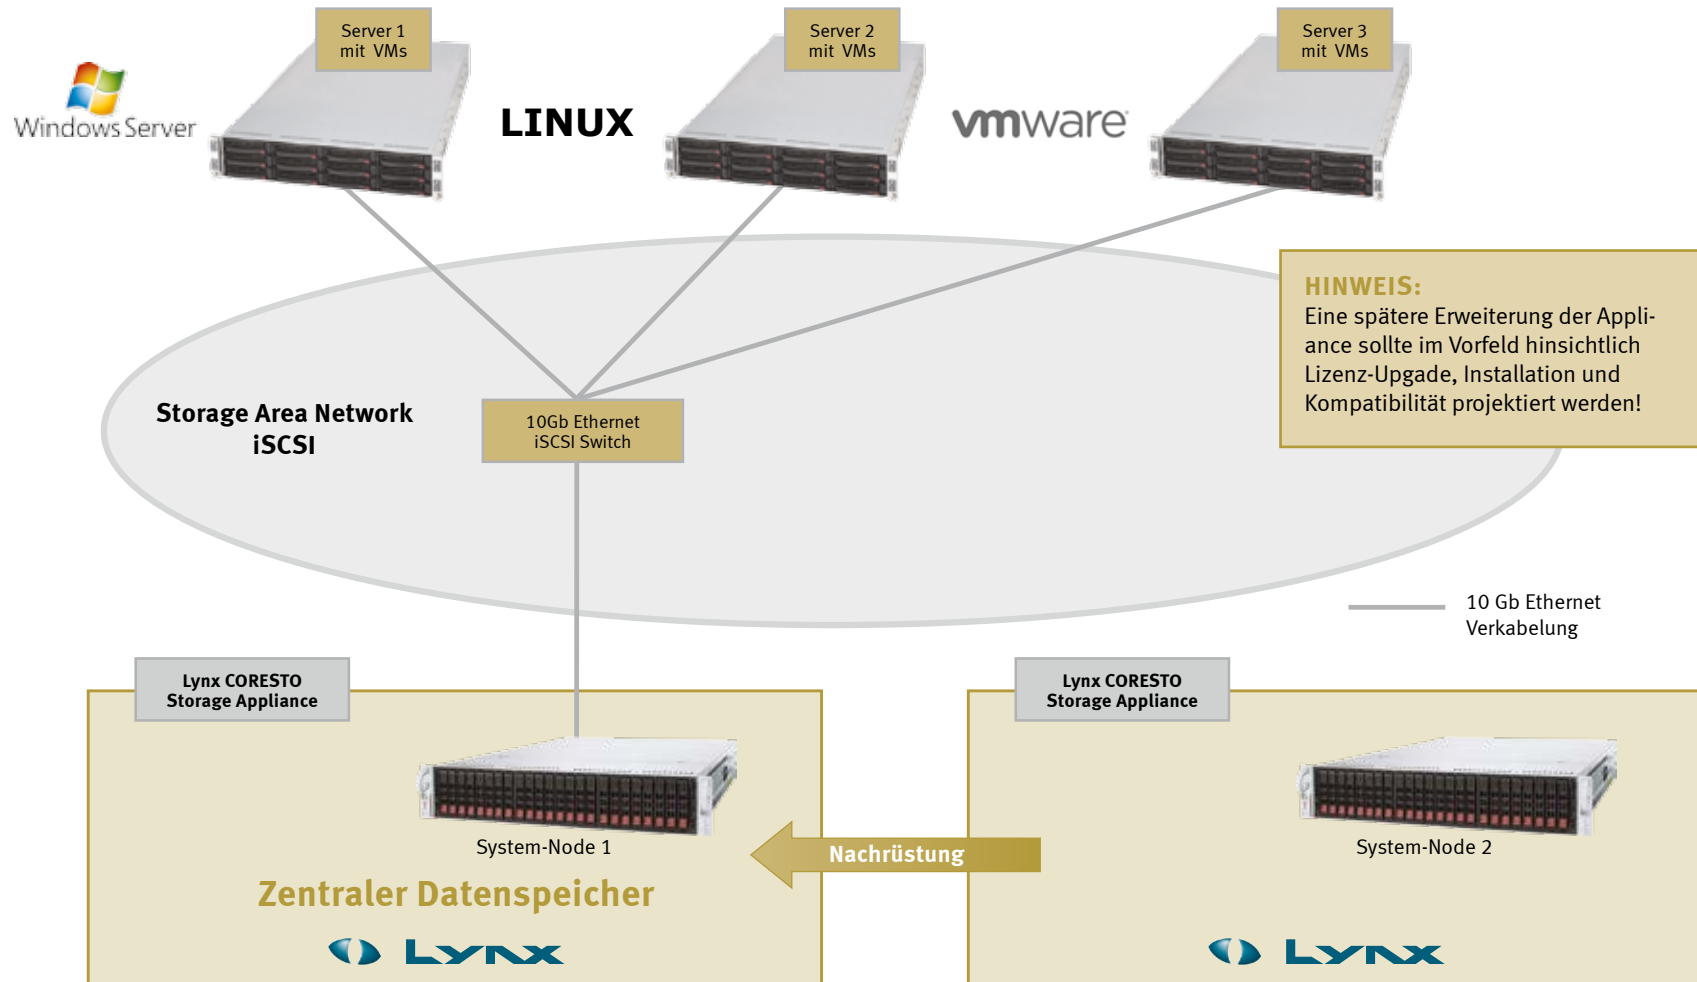 Server 1
mit VMs
Server 2
mit VMs
Server 3
mit VMs
Windows Server
LINUX
vmware
HINWEIS:
Eine spätere Erweiterung der Appli-
ance sollte im Vorfeld hinsichtlich
Lizenz-Upgade, Installation und
Kompatibilität projektiert werden!
Storage Area Network
iSCSI
10Gb Ethernet
iSCSI Switch
10 Gb Ethernet
Verkabelung
Lynx CORESTO
Storage Appliance
Lynx CORESTO
Storage Appliance
System-Node 1
System-Node 2
Nachrüstung
Zentraler Datenspeicher
LYNX
LYNX